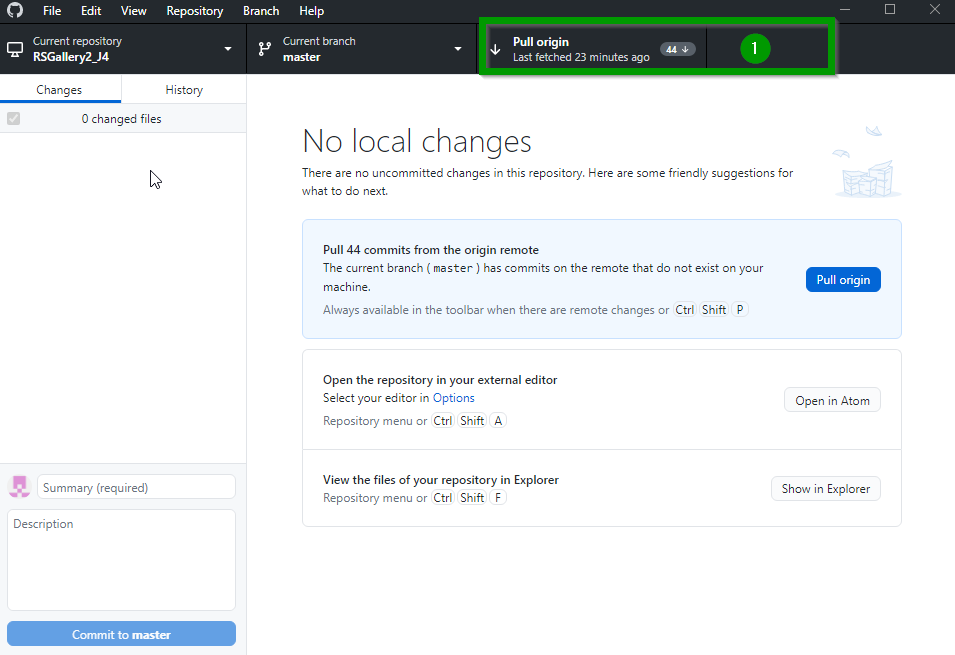 File Edit View Repository Branch Help
Current repository
RSGallery2_J4
Current branch
master
Pull origin
Last fetched 23 minutes ago
44
1
Changes History
0 changed files
No local changes
There are no uncommitted changes in this repository. Here are some friendly suggestions for
what to do next.
Pull 44 commits from the origin remote
The current branch ( master ) has commits on the remote that do not exist on your
machine.
Always available in the toolbar when there are remote changes or Ctrl Shift P
Pull origin
Open the repository in your external editor
Select your editor in Options
Repository menu or Ctrl Shift A
Open in Atom
View the files of your repository in Explorer
Repository menu or Ctrl Shift F
Show in Explorer
Summary (required)
Description
Commit to master